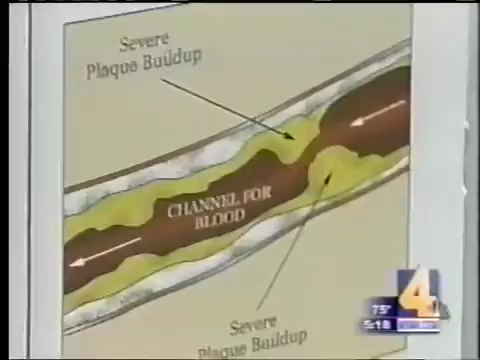 Severe
Plaque Buildup
CHANNEL FOR
BLOOD
Severe
Plaque Buildup
4
75°
5:18